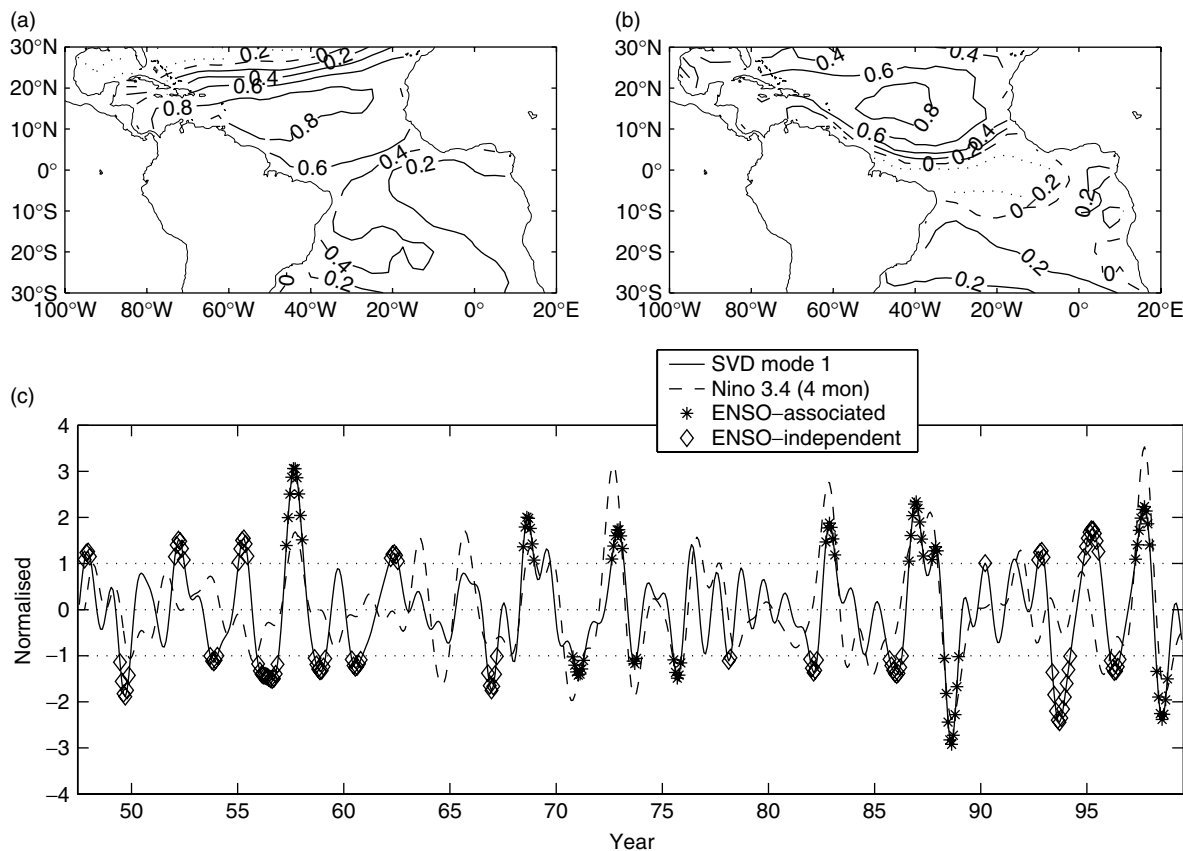 (a)
(b)
30°N
20°N
10°N
0°
10°S
20°S
30°S
100°W
80°W
60°W
40°W
20°W
0°
20°E
0.2
0.2
0.4
0.6
0.8
0.8
0.6
0.4
0.2
0.4
0.2
0
30°N
20°N
10°N
0°
10°S
20°S
30°S
100°W
80°W
60°W
40°W
20°W
0°
20°E
0.4
0.4
0.6
0.8
0.6
0.4
0.2
0
0
−0.2
0.2
0.2
0.2
0
SVD mode 1
Nino 3.4 (4 mon)
ENSO−associated
ENSO−independent
(c)
4
3
2
1
0
−1
−2
−3
−4
Normalised
50
55
60
65
70
75
80
85
90
95
Year